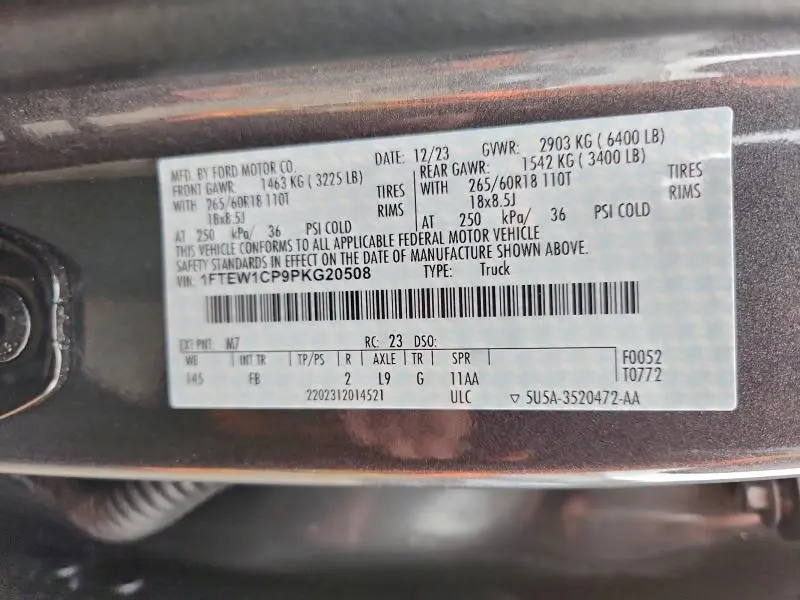 MFD. BY FORD MOTOR CO.
DATE: 12/23 GVWR: 2903 KG ( 6400 LB)
FRONT GAWR: 1463 KG ( 3225 LB)
REAR GAWR: 1542 KG ( 3400 LB)
WITH 265/60R18 110T TIRES
WITH 265/60R18 110T TIRES
18x8.5J RIMS
18x8.5J RIMS
AT 250 kPa/ 36 PSI COLD
AT 250 kPa/ 36 PSI COLD
THIS VEHICLE CONFORMS TO ALL APPLICABLE FEDERAL MOTOR VEHICLE
SAFETY STANDARDS IN EFFECT ON THE DATE OF MANUFACTURE SHOWN ABOVE.
VIN: 1FTEW1CP9PKG20508
TYPE: Truck
EXT PNT: M7 RC: 23 DSO:
WB INT TR TP/PS R AXLE TR SPR
145 FB 2 L9 G 11AA
F0052
T0772
2202312014521 ULC ▽ 5U5A-3520472-AA